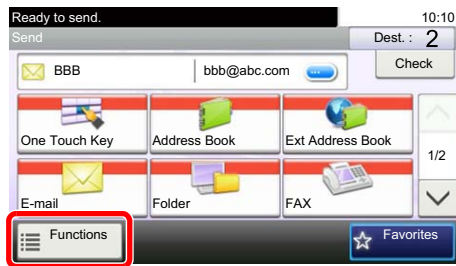 Ready to send. 10:10
Send Dest. : 2
BBB bbb@abc.com Check
One Touch Key Address Book Ext Address Book
1/2
E-mail Folder FAX
Functions Favorites